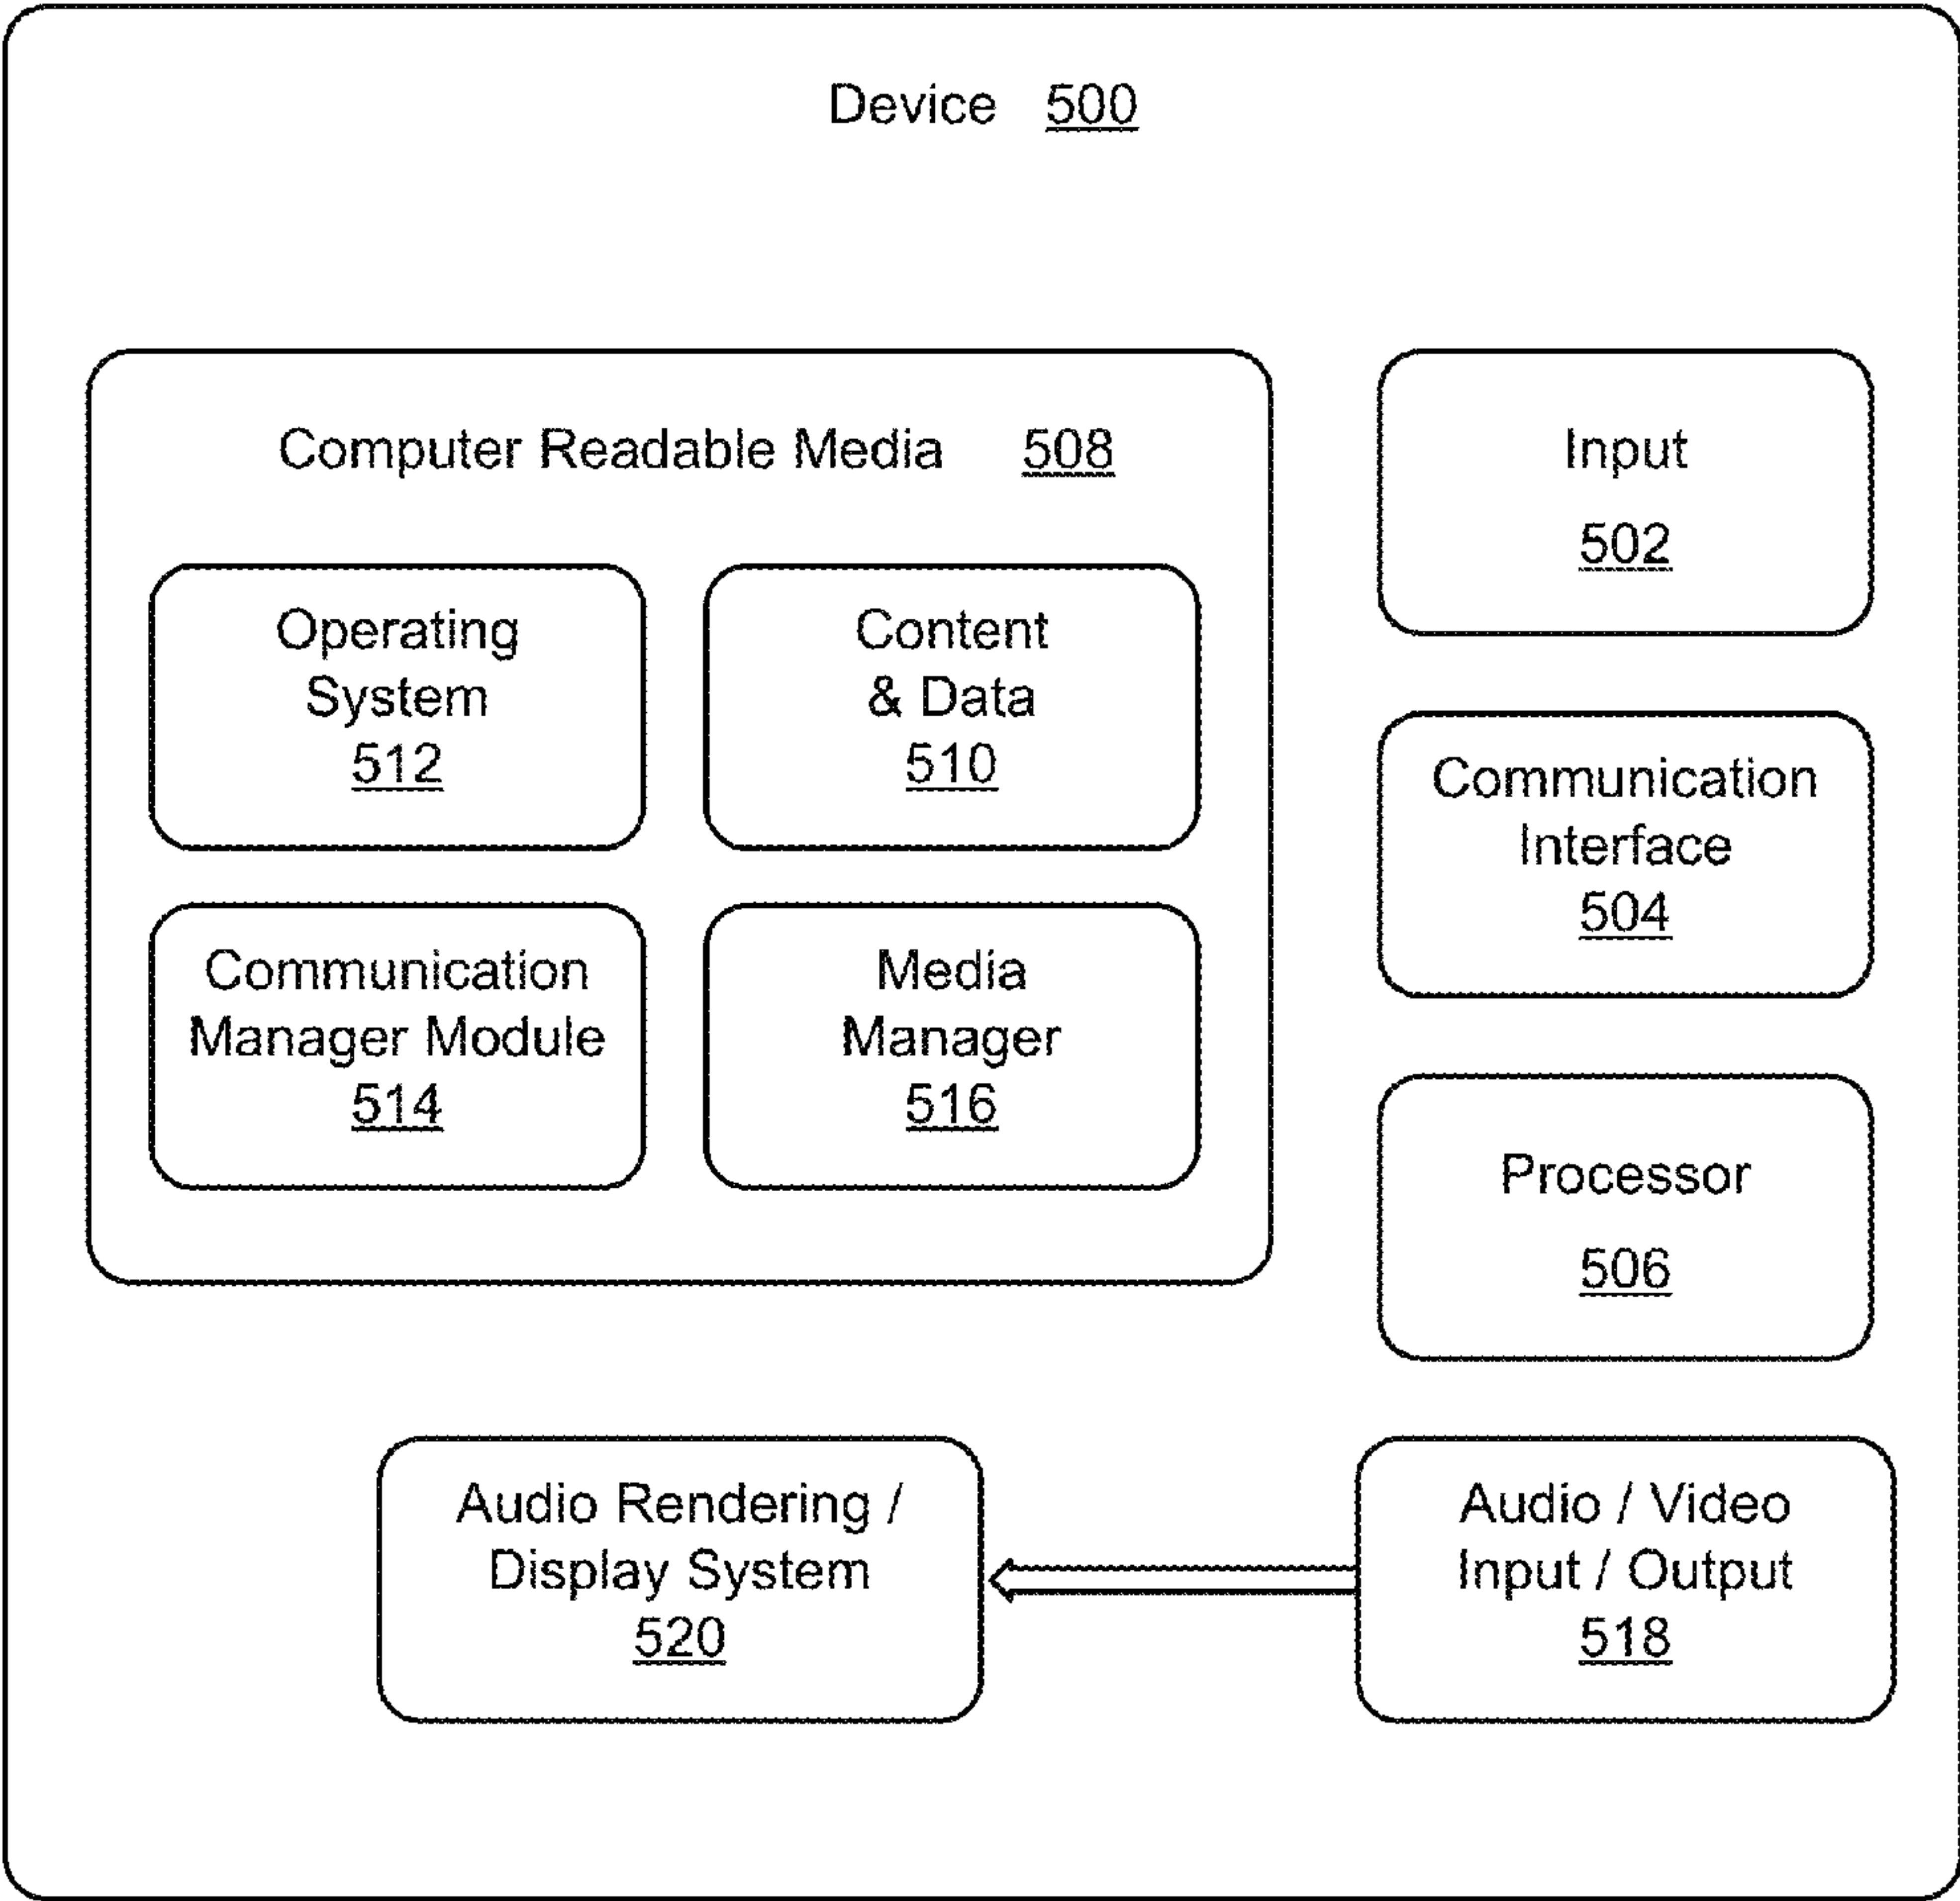 Device 500
Computer Readable Media 508
Operating
System
512
Content
& Data
510
Communication
Manager Module
514
Media
Manager
516
Input
502
Communication
Interface
504
Processor
506
Audio Rendering /
Display System
520
Audio / Video
Input / Output
518